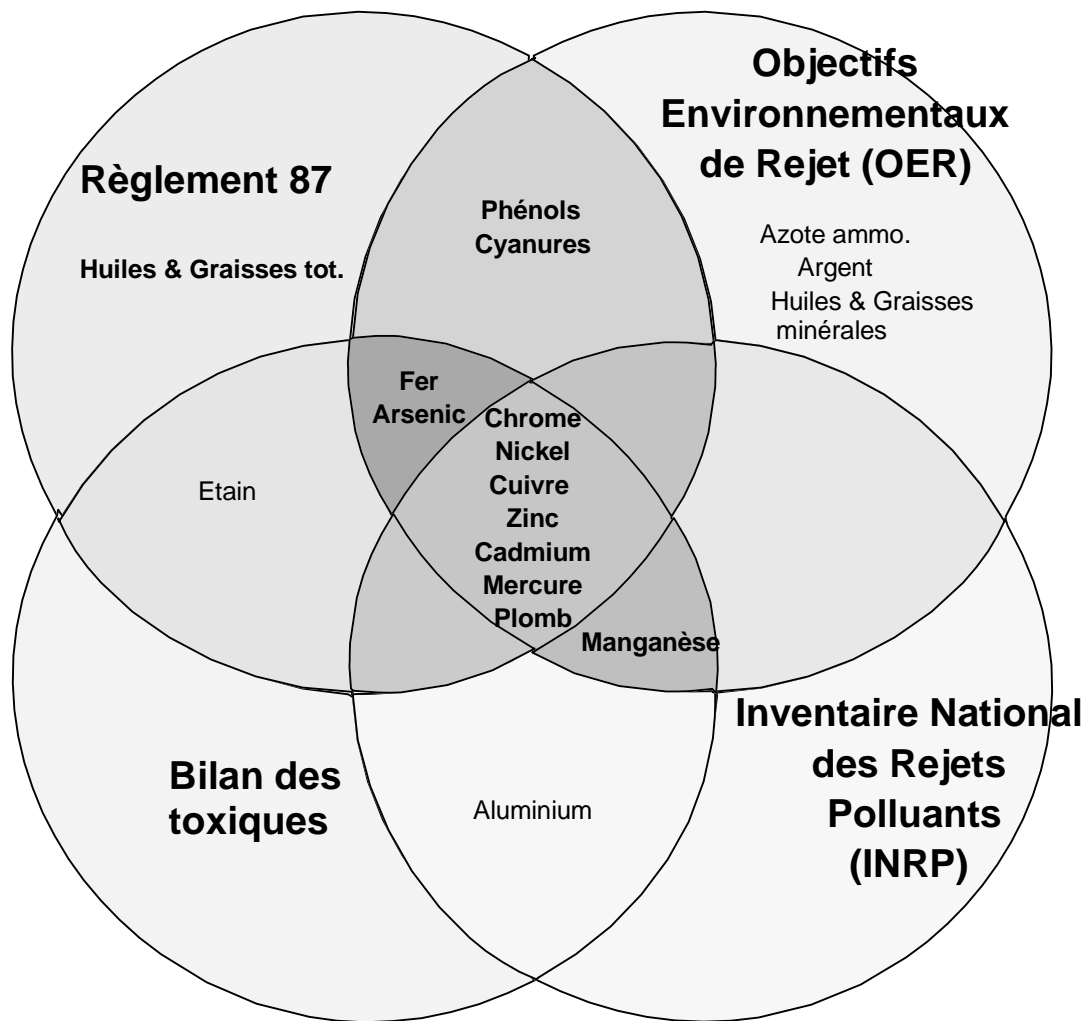 Objectifs
Environnementaux
de Rejet (OER)
Azote ammo.
Argent
Huiles & Graisses
minérales
Règlement 87
Huiles & Graisses tot.
Phénols
Cyanures
Fer
Arsenic
Chrome
Nickel
Cuivre
Zinc
Cadmium
Mercure
Plomb
Etain
Manganèse
Bilan des
toxiques
Aluminium
Inventaire National
des Rejets
Polluants
(INRP)